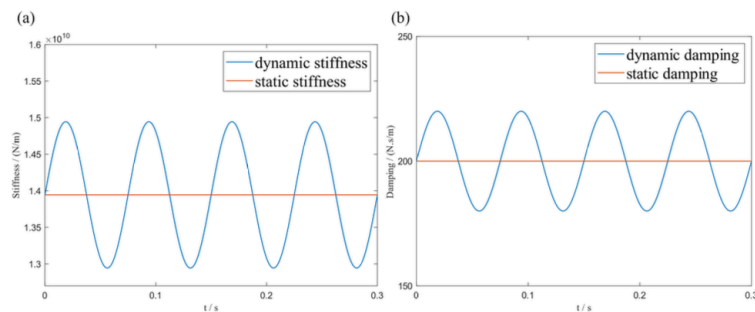 (a)
×10¹⁰
1.6
1.55
1.5
1.45
1.4
1.35
1.3
Stiffness / (N/m)
dynamic stiffness
static stiffness
0
0.1
0.2
0.3
t / s
(b)
250
200
150
Damping / (N.s/m)
dynamic damping
static damping
0
0.1
0.2
0.3
t / s